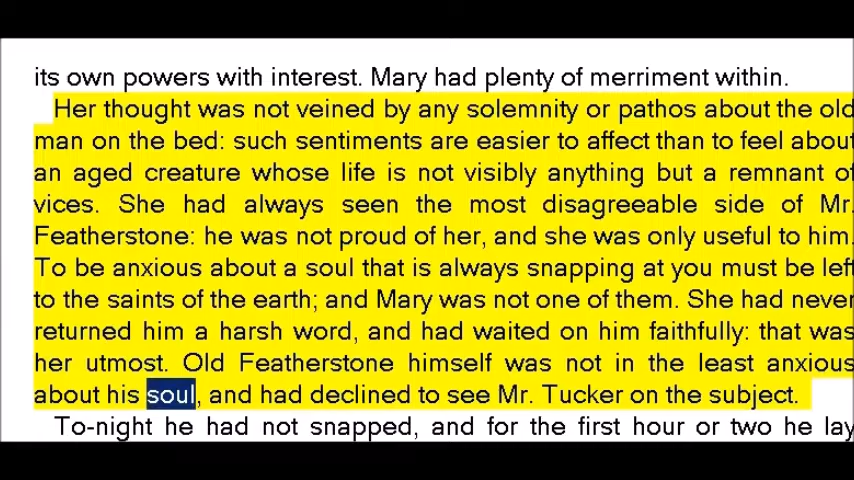 its own powers with interest. Mary had plenty of merriment within.
Her thought was not veined by any solemnity or pathos about the old
man on the bed: such sentiments are easier to affect than to feel about
an aged creature whose life is not visibly anything but a remnant of
vices. She had always seen the most disagreeable side of Mr.
Featherstone: he was not proud of her, and she was only useful to him.
To be anxious about a soul that is always snapping at you must be left
to the saints of the earth; and Mary was not one of them. She had never
returned him a harsh word, and had waited on him faithfully: that was
her utmost. Old Featherstone himself was not in the least anxious
about his soul, and had declined to see Mr. Tucker on the subject.
To-night he had not snapped, and for the first hour or two he lay